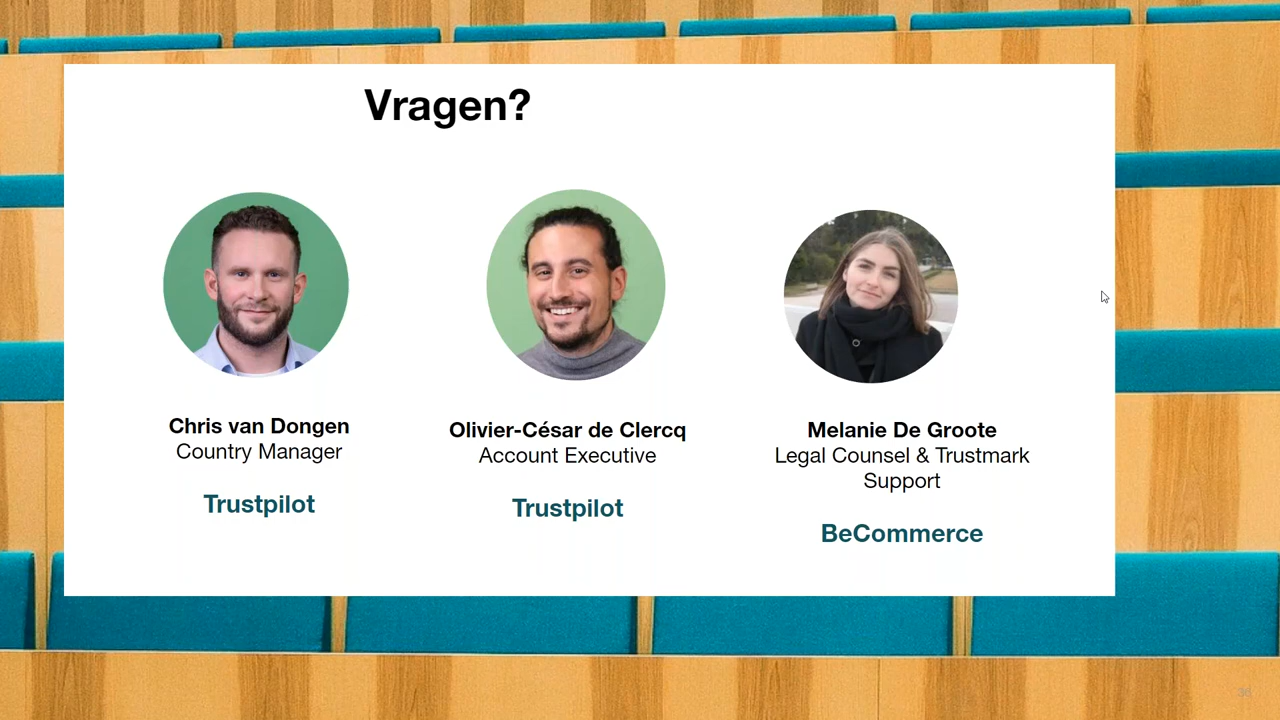 Vragen?
Chris van Dongen
Country Manager
Trustpilot
Olivier-César de Clercq
Account Executive
Trustpilot
Melanie De Groote
Legal Counsel & Trustmark
Support
BeCommerce
36